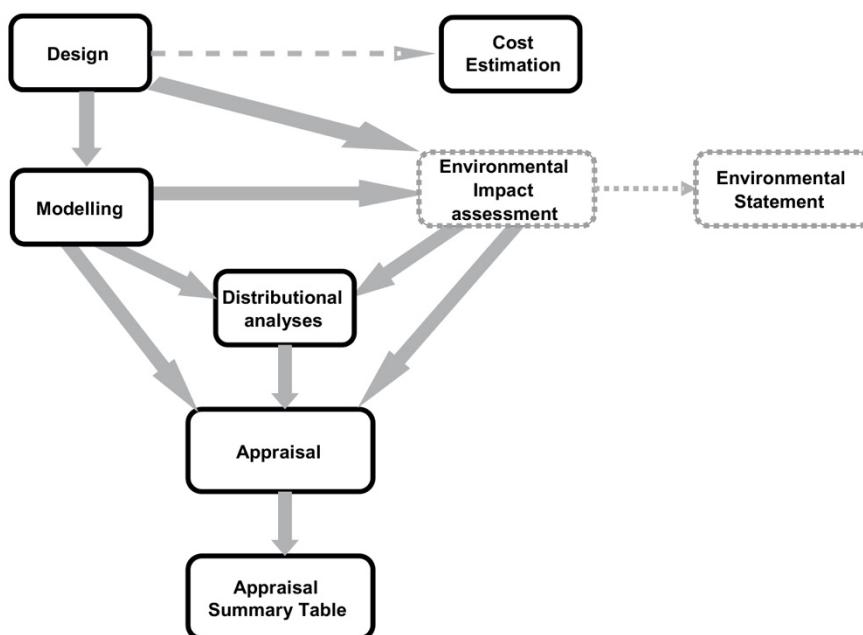 Design
Cost
Estimation
Environmental
Impact
assessment
Environmental
Statement
Modelling
Distributional
analyses
Appraisal
Appraisal
Summary Table